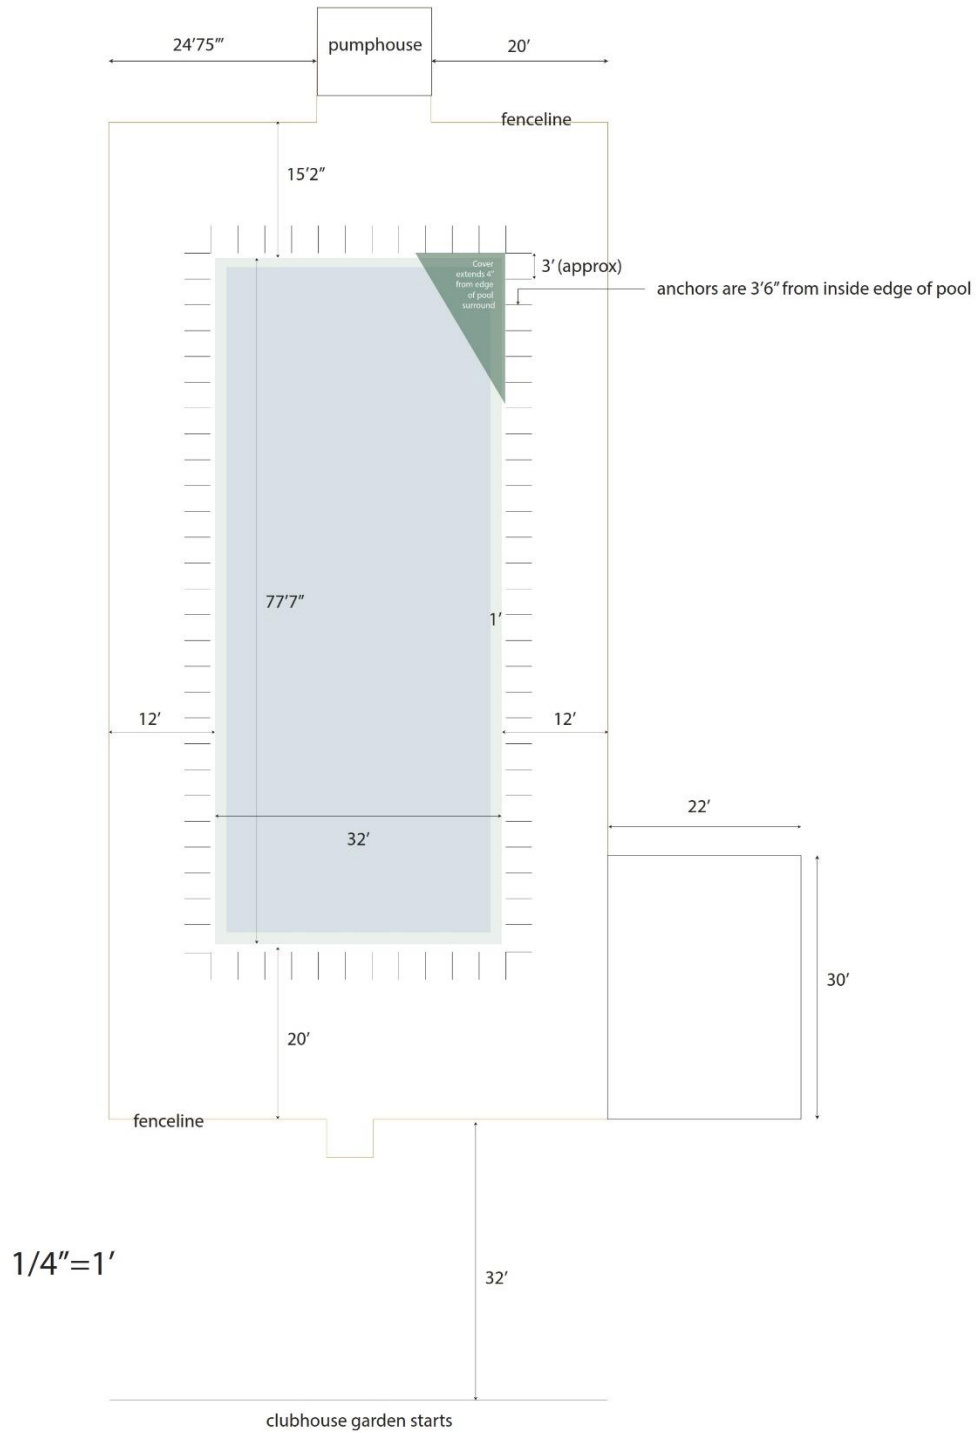 24'75'"
pumphouse
20'
fenceline
15'2"
Cover
extends 4"
from edge
of pool
surround
3' (approx)
anchors are 3'6" from inside edge of pool
77'7"
1'
12'
12'
32'
22'
30'
20'
fenceline
1/4"=1'
32'
clubhouse garden starts